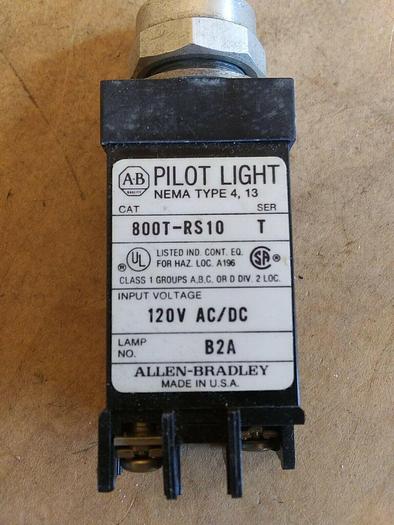 A-B QUALITY PILOT LIGHT
NEMA TYPE 4, 13
CAT SER
800T-RS10 T
UL LISTED IND. CONT. EQ. SA
® FOR HAZ. LOC. A196 ®
CLASS 1 GROUPS A,B,C, OR D DIV. 2 LOC.
INPUT VOLTAGE
120V AC/DC
LAMP
NO. B2A
ALLEN-BRADLEY
MADE IN U.S.A.